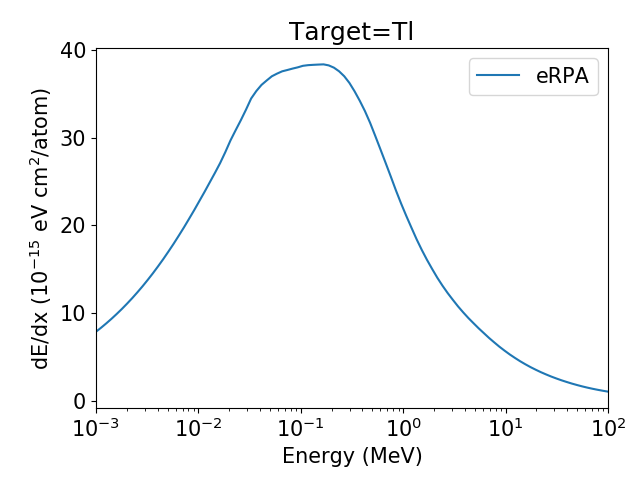 Target=Tl
eRPA
dE/dx (10⁻¹⁵ eV cm²/atom)
40
30
20
10
0
10⁻³ 10⁻² 10⁻¹ 10⁰ 10¹ 10²
Energy (MeV)